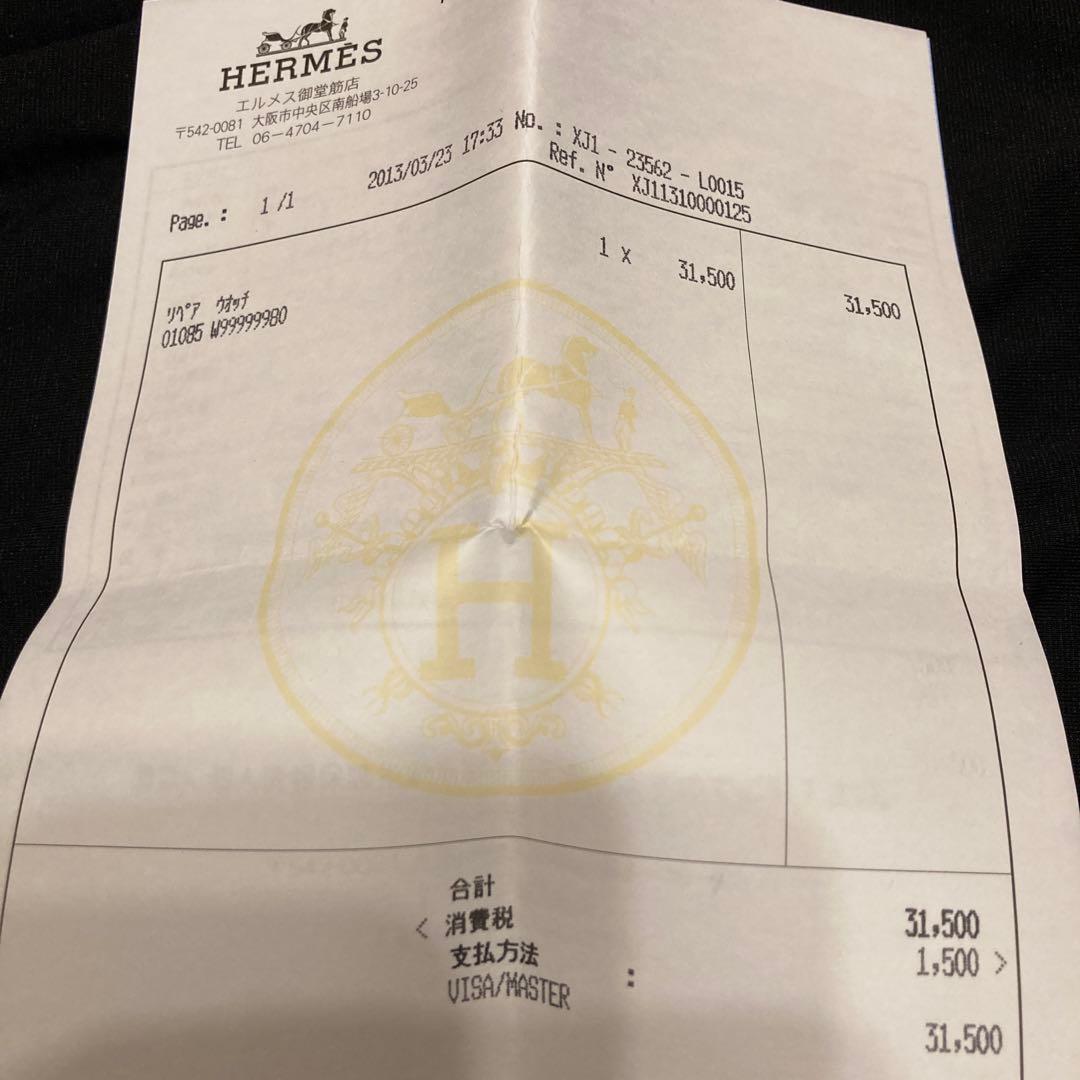 HERMÈS
エルメス御堂筋店
〒542-0081 大阪市中央区南船場3-10-25
TEL 06-4704-7110
Page. : 1 /1 2013/03/23 17:33 No. : XJ1 - 23562 - L0015
Ref. N° XJ11310000125
1 X 31,500 31,500
ﾘﾍﾟｱ ｳｵｯﾁ
01085 W99999980
H
合計 31,500
< 消費税 1,500 >
支払方法 :
VISA/MASTER 31,500